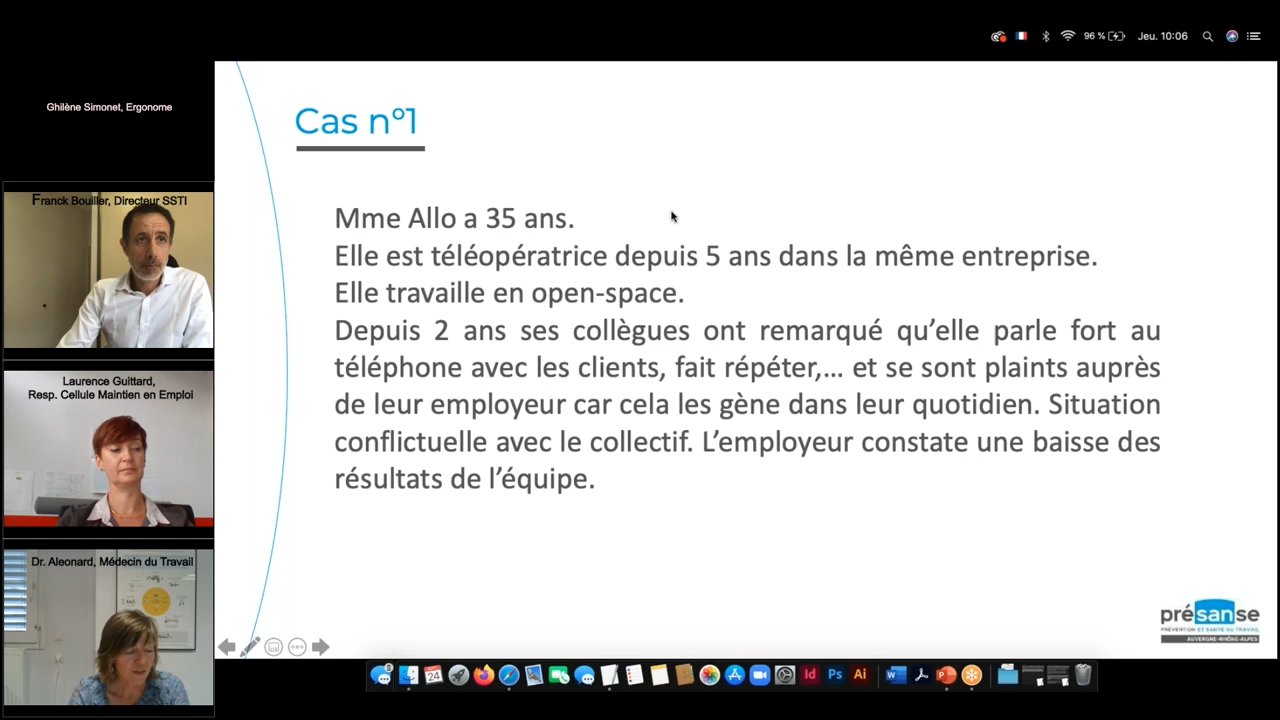 96 %
Jeu. 10:06
Ghilène Simonet, Ergonome
Franck Bouiller, Directeur SSTI
Laurence Guittard,
Resp. Cellule Maintien en Emploi
Dr. Aleonard, Médecin du Travail
Cas n°1
Mme Allo a 35 ans.
Elle est téléopératrice depuis 5 ans dans la même entreprise.
Elle travaille en open-space.
Depuis 2 ans ses collègues ont remarqué qu’elle parle fort au
téléphone avec les clients, fait répéter,… et se sont plaints auprès
de leur employeur car cela les gène dans leur quotidien. Situation
conflictuelle avec le collectif. L’employeur constate une baisse des
résultats de l’équipe.
présanse
PRÉVENTION ET SANTÉ AU TRAVAIL
AUVERGNE-RHÔNE-ALPES
24
Id
Ps
Ai
W
P